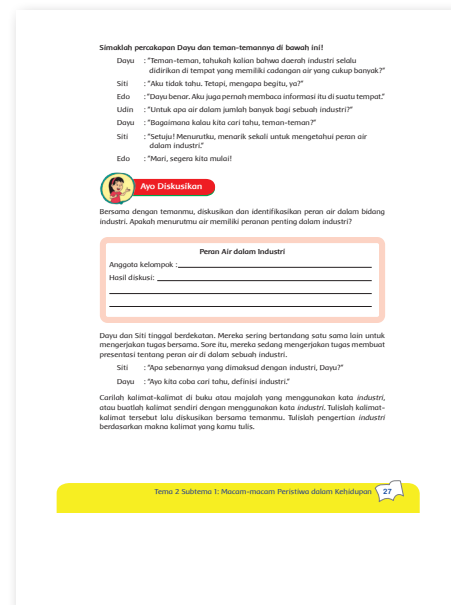 Simaklah percakapan Dayu dan teman-temannya di bawah ini!
Dayu : “Teman-teman, tahukah kalian bahwa daerah industri selalu
didirikan di tempat yang memiliki cadangan air yang cukup banyak?”
Siti : “Aku tidak tahu. Tetapi, mengapa begitu, ya?”
Edo : “Dayu benar. Aku juga pernah membaca informasi itu di suatu tempat.”
Udin : “Untuk apa air dalam jumlah banyak bagi sebuah industri?”
Dayu : “Bagaimana kalau kita cari tahu, teman-teman?”
Siti : “Setuju! Menurutku, menarik sekali untuk mengetahui peran air
dalam industri.”
Edo : “Mari, segera kita mulai!
Ayo Diskusikan
Bersama dengan temanmu, diskusikan dan identifikasikan peran air dalam bidang
industri. Apakah menurutmu air memiliki peranan penting dalam industri?
Peran Air dalam Industri
Anggota kelompok :
Hasil diskusi:
Dayu dan Siti tinggal berdekatan. Mereka sering bertandang satu sama lain untuk
mengerjakan tugas bersama. Sore itu, mereka sedang mengerjakan tugas membuat
presentasi tentang peran air di dalam sebuah industri.
Siti : “Apa sebenarnya yang dimaksud dengan industri, Dayu?”
Dayu : “Ayo kita coba cari tahu, definisi industri.”
Carilah kalimat-kalimat di buku atau majalah yang menggunakan kata industri,
atau buatlah kalimat sendiri dengan menggunakan kata industri. Tulislah kalimat-
kalimat tersebut lalu diskusikan bersama temanmu. Tulislah pengertian industri
berdasarkan makna kalimat yang kamu tulis.
Tema 2 Subtema 1: Macam-macam Peristiwa dalam Kehidupan 27